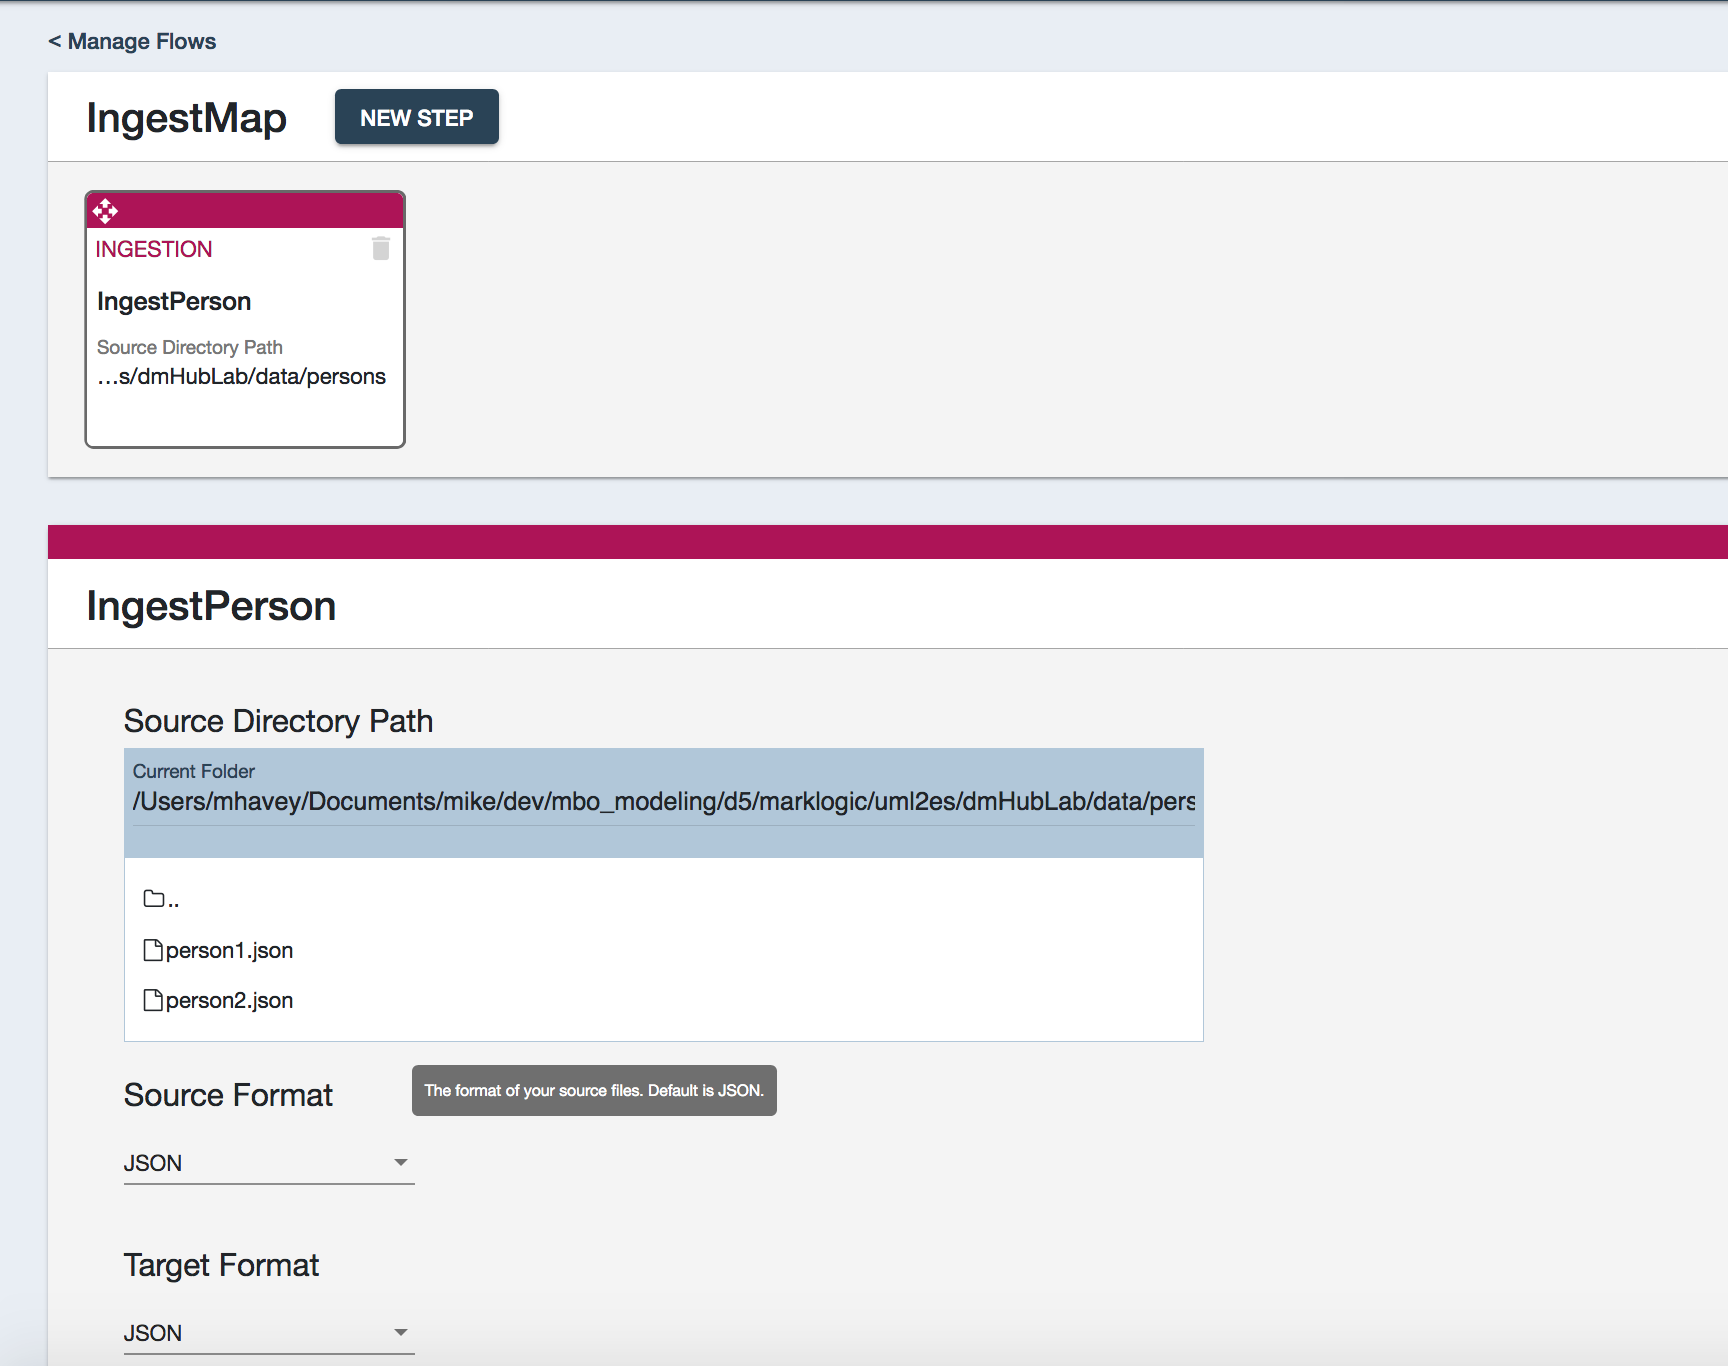 < Manage Flows
IngestMap
NEW STEP
INGESTION
IngestPerson
Source Directory Path
...s/dmHubLab/data/persons
IngestPerson
Source Directory Path
Current Folder
/Users/mhavey/Documents/mike/dev/mbo_modeling/d5/marklogic/uml2es/dmHubLab/data/pers
..
person1.json
person2.json
Source Format
The format of your source files. Default is JSON.
JSON
Target Format
JSON